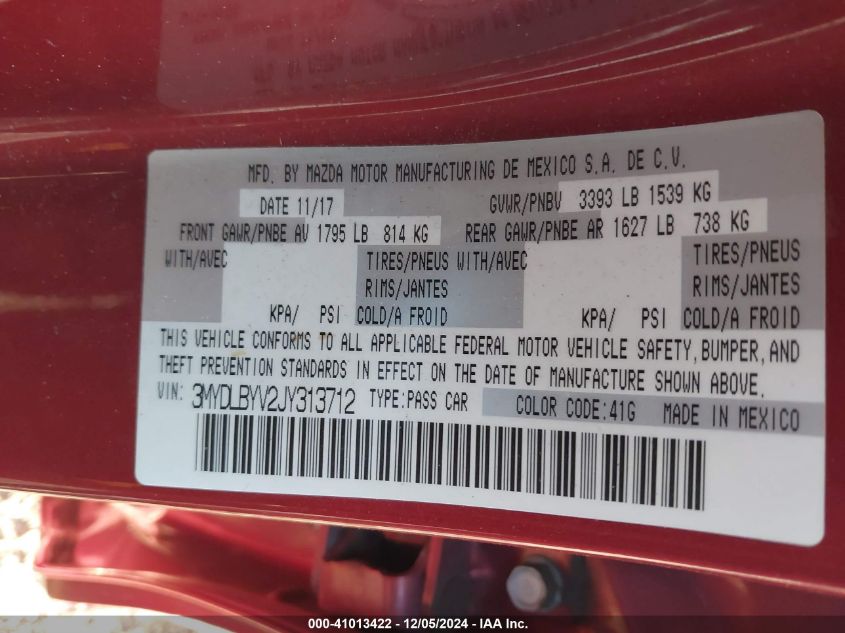 MFD. BY MAZDA MOTOR MANUFACTURING DE MEXICO S.A. DE C.V.
DATE 11/17 GVWR/PNBV 3393 LB 1539 KG
FRONT GAWR/PNBE AV 1795 LB 814 KG REAR GAWR/PNBE AR 1627 LB 738 KG
WITH/AVEC TIRES/PNEUS WITH/AVEC TIRES/PNEUS
RIMS/JANTES RIMS/JANTES
KPA/ PSI COLD/A FROID KPA/ PSI COLD/A FROID
THIS VEHICLE CONFORMS TO ALL APPLICABLE FEDERAL MOTOR VEHICLE SAFETY, BUMPER, AND
THEFT PREVENTION STANDARDS IN EFFECT ON THE DATE OF MANUFACTURE SHOWN ABOVE.
VIN: 3MYDLBYV2JY313712 TYPE:PASS CAR COLOR CODE:41G MADE IN MEXICO
000-41013422 - 12/05/2024 - IAA Inc.